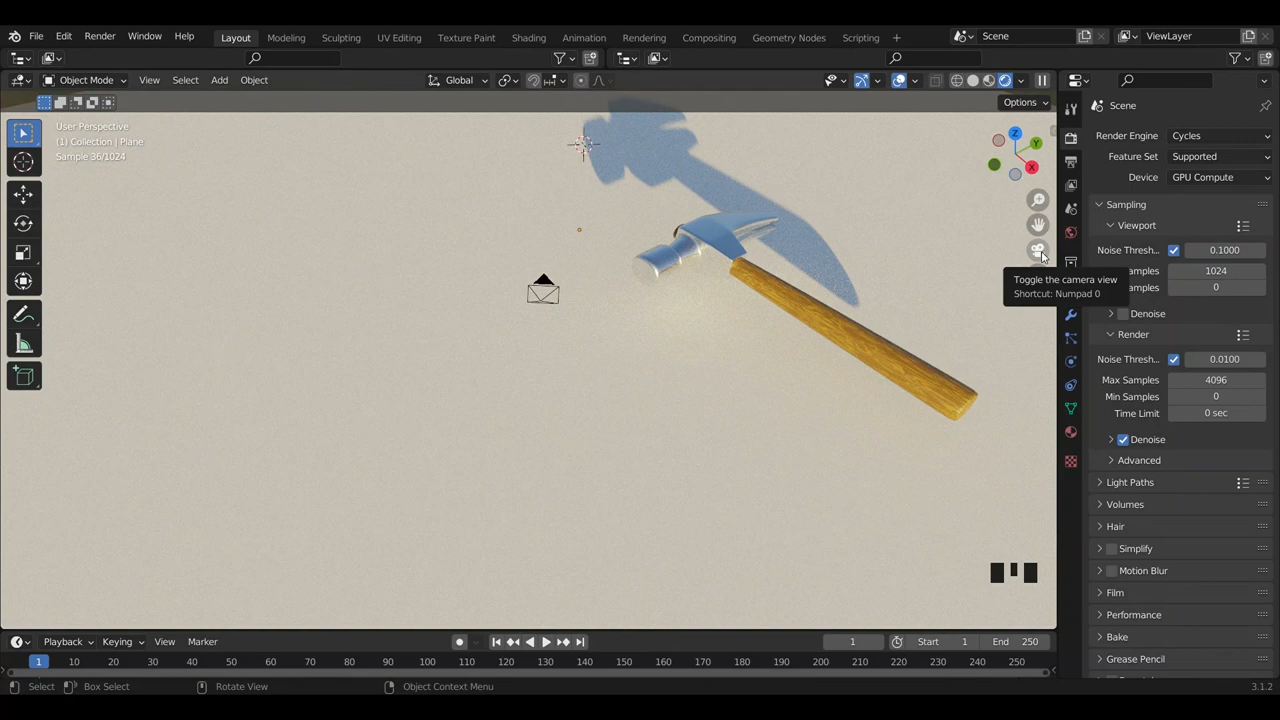 File Edit Render Window Help Layout Modeling Sculpting UV Editing Texture Paint Shading Animation Rendering Compositing Geometry Nodes Scripting + Scene ViewLayer
Object Mode View Select Add Object Global
Options
User Perspective
(1) Collection | Plane
Sample 36/1024
Z
Y
X
Toggle the camera view
Shortcut: Numpad 0
Scene
Render Engine Cycles
Feature Set Supported
Device GPU Compute
Sampling
Viewport
Noise Thresh... 0.1000
amples 1024
amples 0
Denoise
Render
Noise Thresh... 0.0100
Max Samples 4096
Min Samples 0
Time Limit 0 sec
Denoise
Advanced
Light Paths
Volumes
Hair
Simplify
Motion Blur
Film
Performance
Bake
Grease Pencil
Playback Keying View Marker 1 Start 1 End 250
1 10 20 30 40 50 60 70 80 90 100 110 120 130 140 150 160 170 180 190 200 210 220 230 240 250
Select Box Select Rotate View Object Context Menu 3.1.2